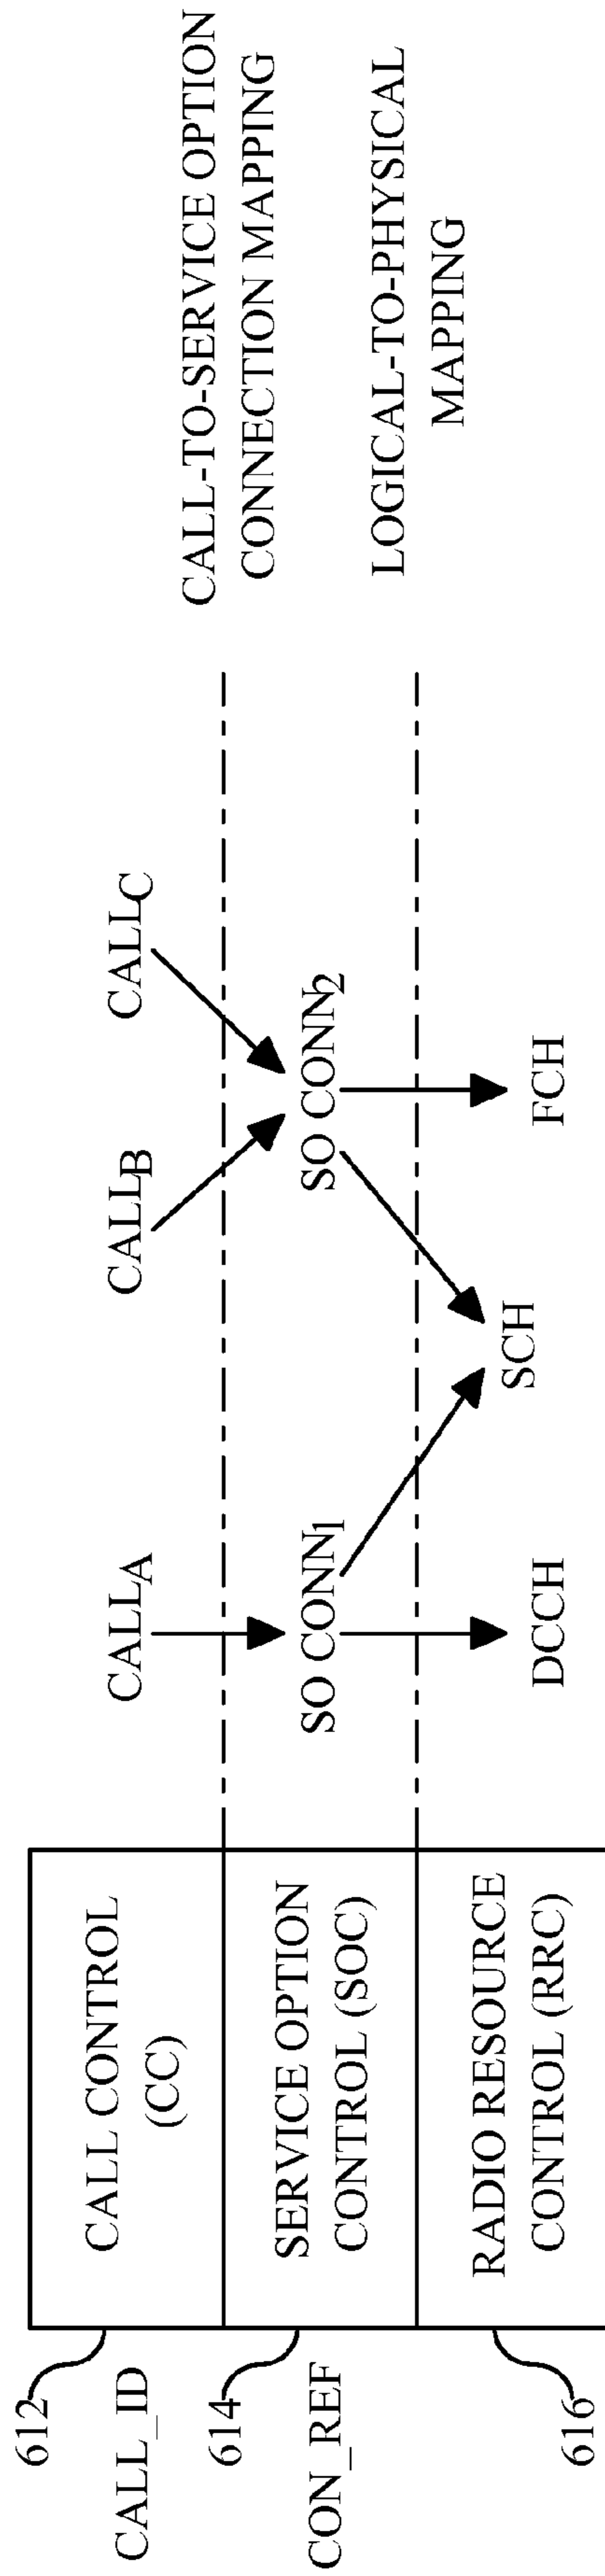 612
CALL_ID
614
CON_REF
616
CALL CONTROL
(CC)
SERVICE OPTION
CONTROL (SOC)
RADIO RESOURCE
CONTROL (RRC)
CALLA
CALLB
CALLC
SO CONN1
SO CONN2
DCCH
SCH
FCH
CALL-TO-SERVICE OPTION
CONNECTION MAPPING
LOGICAL-TO-PHYSICAL
MAPPING